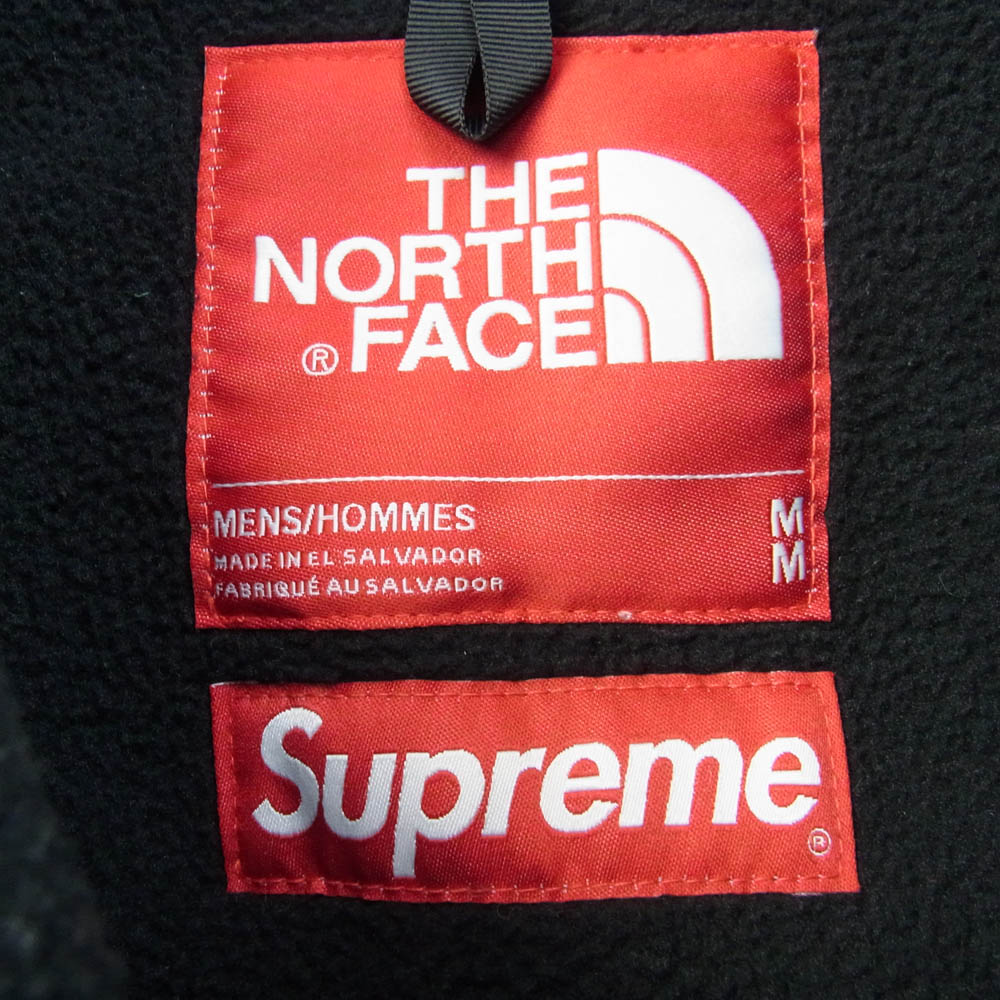 THE
NORTH
® FACE
MENS/HOMMES M
MADE IN EL SALVADOR
FABRIQUÉ AU SALVADOR M
Supreme ®